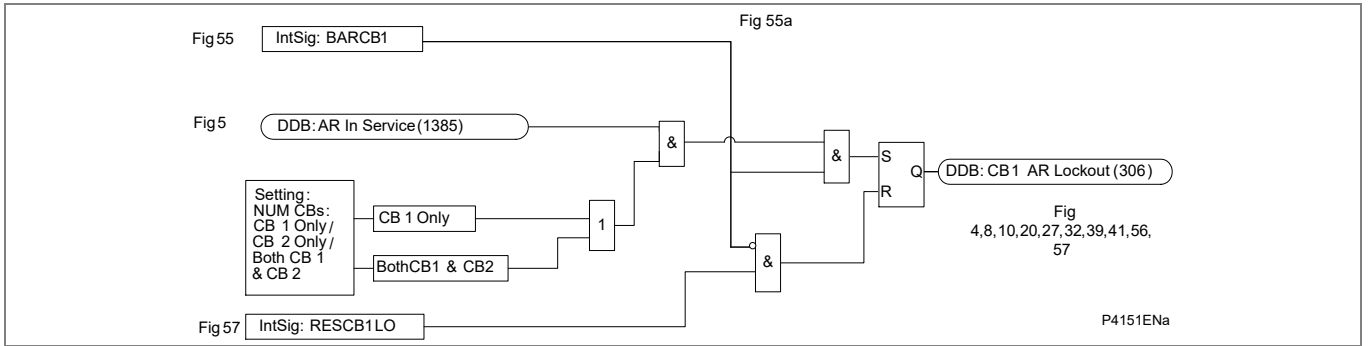 Fig 55a
Fig 55
IntSig: BARCB1
Fig 5
DDB: AR In Service (1385)
&
&
S
Q
R
DDB: CB1 AR Lockout (306)
Setting:
NUM CBs:
CB 1 Only /
CB 2 Only /
Both CB 1
& CB 2
CB 1 Only
1
BothCB1 & CB2
&
Fig
4,8,10,20,27,32,39,41,56,
57
Fig 57
IntSig: RESCB1LO
P4151ENa